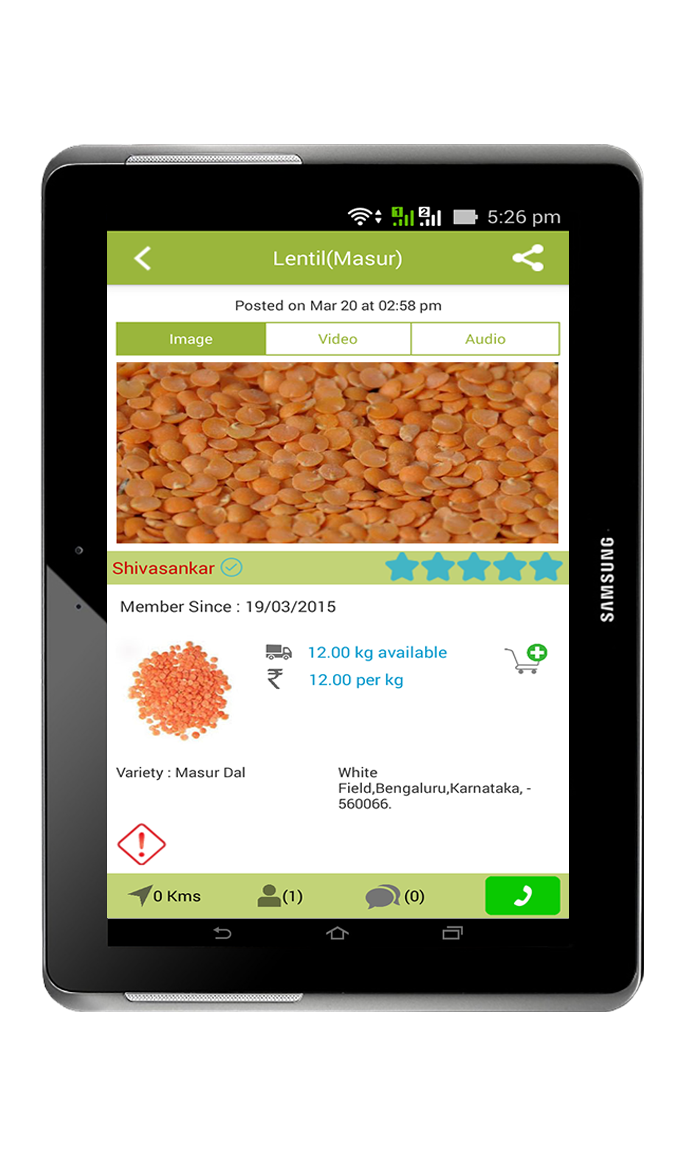 1 2 5:26 pm
Lentil(Masur)
Posted on Mar 20 at 02:58 pm
Image Video Audio
Shivasankar
Member Since : 19/03/2015
12.00 kg available
₹ 12.00 per kg
Variety : Masur Dal
White
Field,Bengaluru,Karnataka, -
560066.
!
0 Kms (1) (0)
SAMSUNG